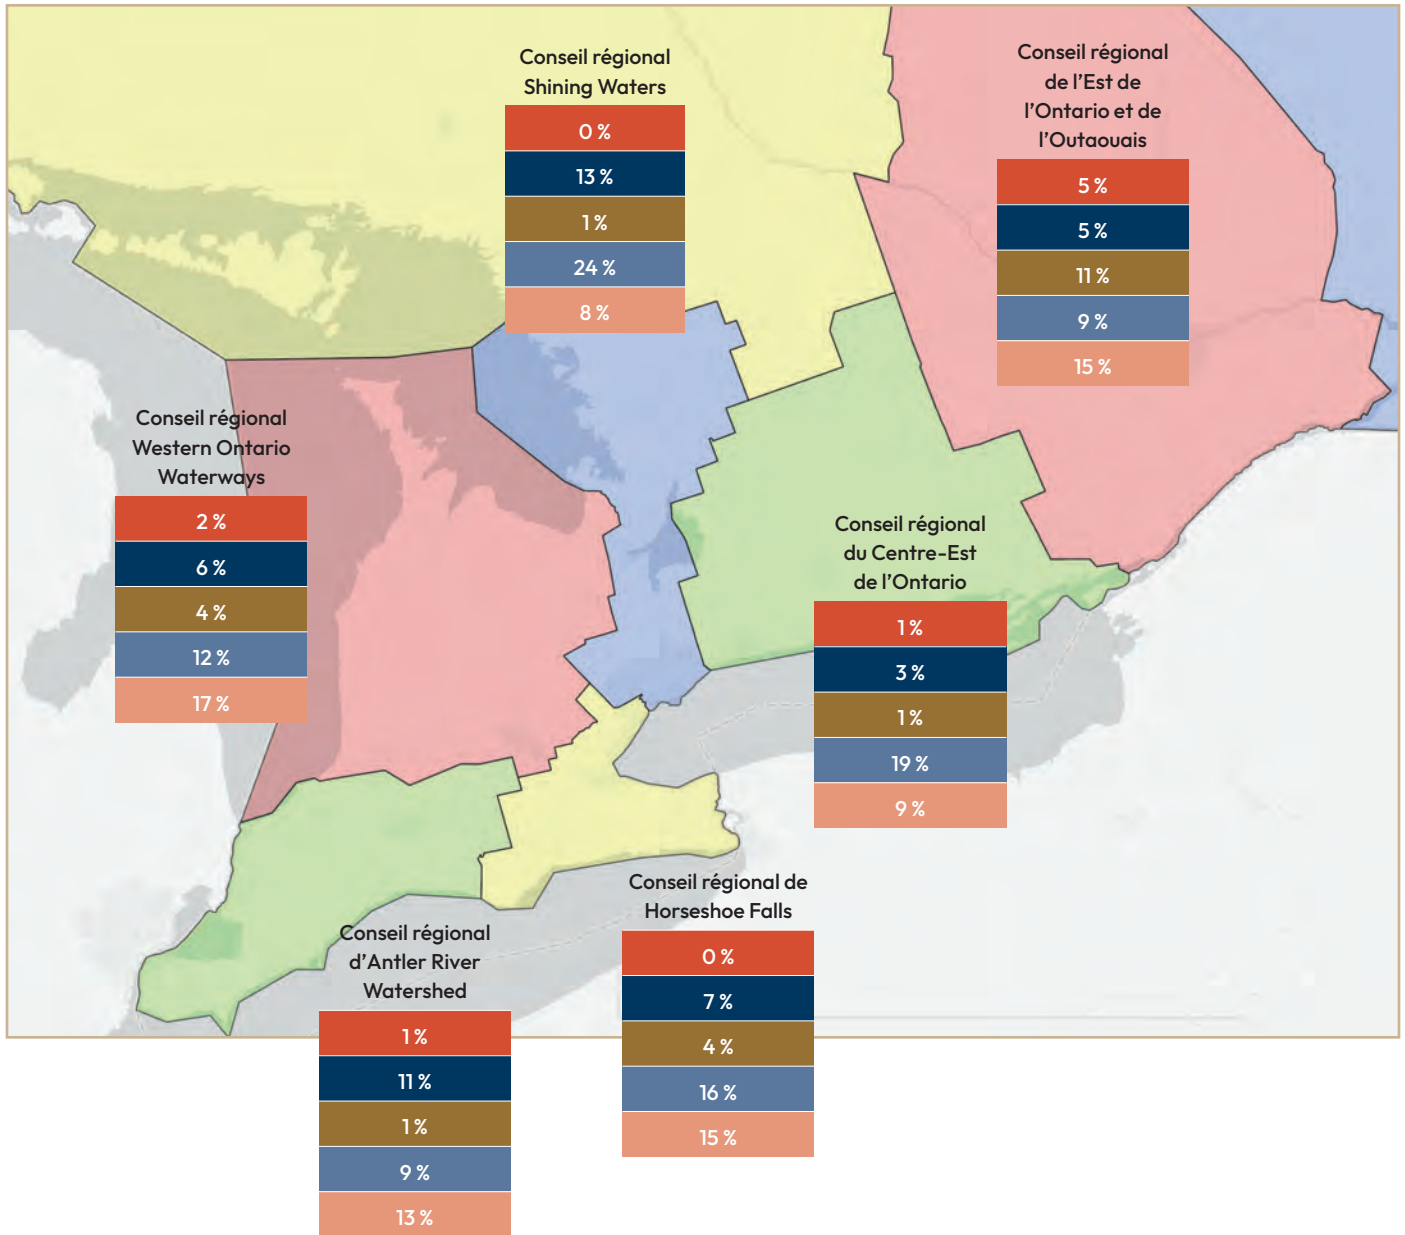 Conseil régional
Shining Waters
0 %
13 %
1 %
24 %
8 %
Conseil régional
de l'Est de
l'Ontario et de
l'Outaouais
5 %
5 %
11 %
9 %
15 %
Conseil régional
Western Ontario
Waterways
2 %
6 %
4 %
12 %
17 %
Conseil régional
du Centre-Est
de l'Ontario
1 %
3 %
1 %
19 %
9 %
Conseil régional de
Horseshoe Falls
0 %
7 %
4 %
16 %
15 %
Conseil régional
d'Antler River
Watershed
1 %
11 %
1 %
9 %
13 %